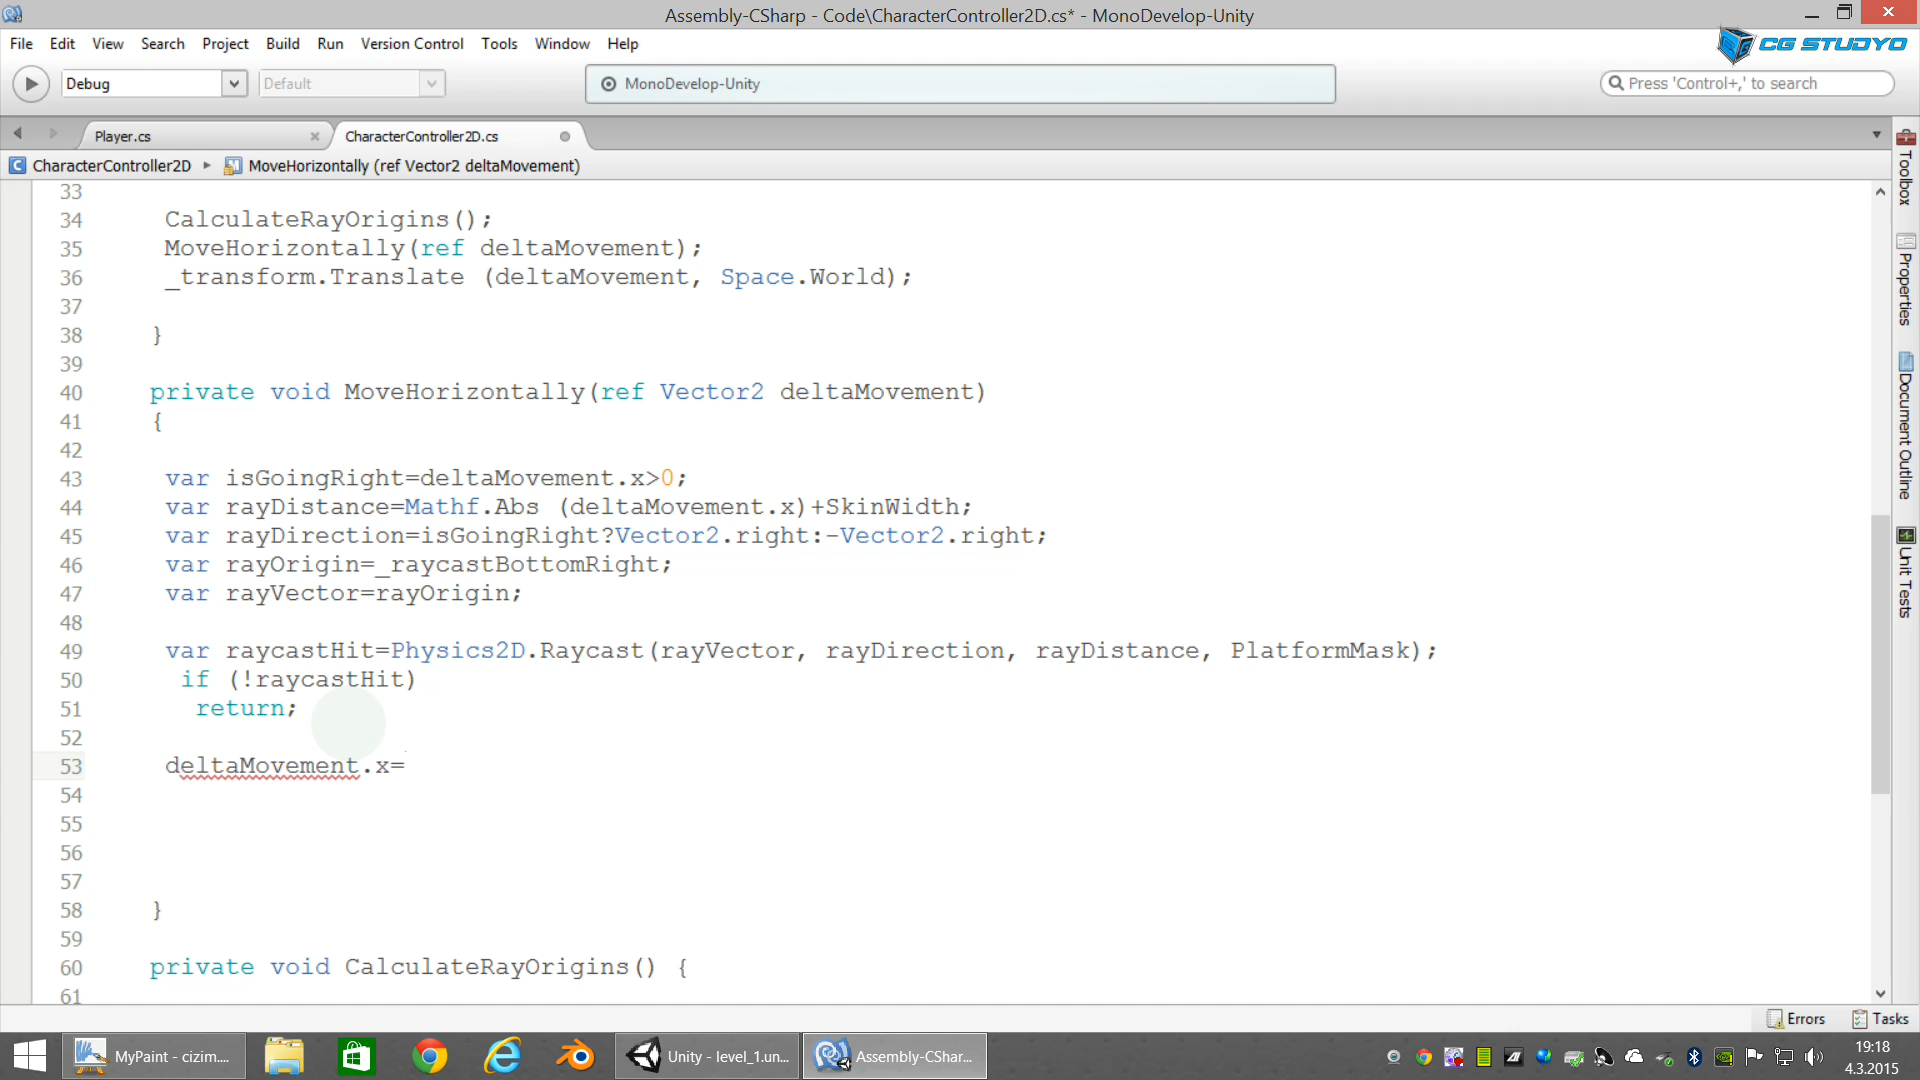 Assembly-CSharp - Code\CharacterController2D.cs* - MonoDevelop-Unity
File Edit View Search Project Build Run Version Control Tools Window Help
CG STUDYO
Debug Default MonoDevelop-Unity Press 'Control+,' to search
Player.cs CharacterController2D.cs
CharacterController2D MoveHorizontally (ref Vector2 deltaMovement)
33
34 CalculateRayOrigins();
35 MoveHorizontally(ref deltaMovement);
36 _transform.Translate (deltaMovement, Space.World);
37
38 }
39
40 private void MoveHorizontally(ref Vector2 deltaMovement)
41 {
42
43 var isGoingRight=deltaMovement.x>0;
44 var rayDistance=Mathf.Abs (deltaMovement.x)+SkinWidth;
45 var rayDirection=isGoingRight?Vector2.right:-Vector2.right;
46 var rayOrigin=_raycastBottomRight;
47 var rayVector=rayOrigin;
48
49 var raycastHit=Physics2D.Raycast(rayVector, rayDirection, rayDistance, PlatformMask);
50 if (!raycastHit)
51 return;
52
53 deltaMovement.x=
54
55
56
57
58 }
59
60 private void CalculateRayOrigins() {
61
Toolbox
Properties
Document Outline
Unit Tests
Errors Tasks
MyPaint - cizim.... Unity - level_1.un... Assembly-CShar...
19:18
4.3.2015